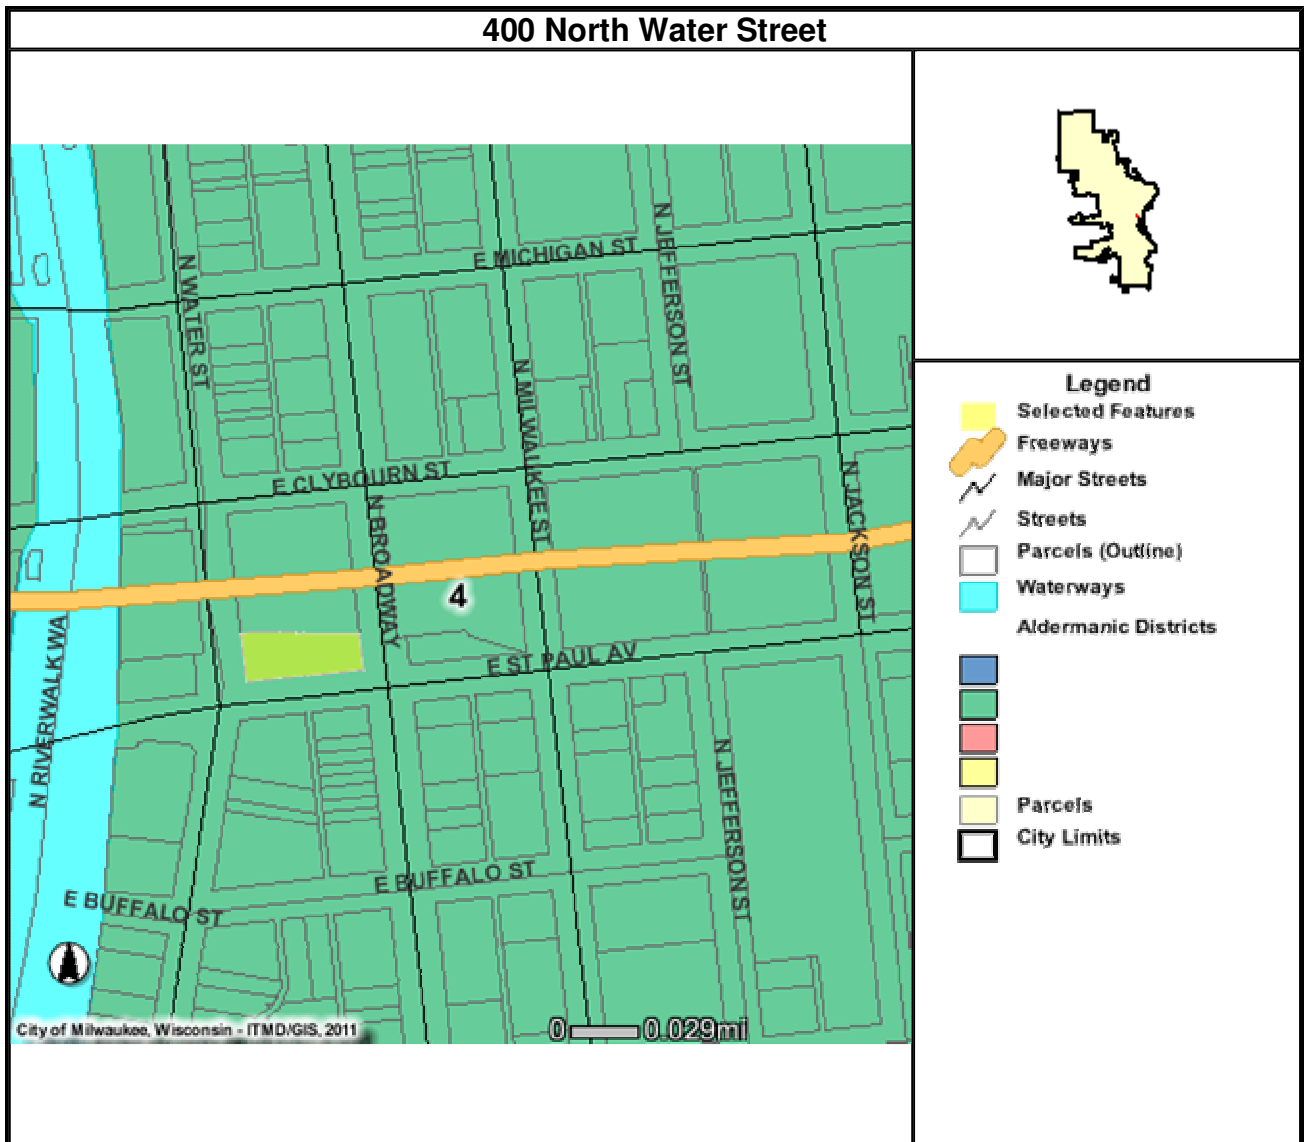 400 North Water Street
E MICHIGAN ST
N JEFFERSON ST
N WATER ST
N MILWAUKEE ST
E CLYBOURN ST
N BROADWAY
N JACKSON ST
4
N RIVERWALK WA
E ST PAUL AV
N JEFFERSON ST
E BUFFALO ST
E BUFFALO ST
City of Milwaukee, Wisconsin - ITMD/GIS, 2011
0 0.029mi
Legend
Selected Features
Freeways
Major Streets
Streets
Parcels (Outline)
Waterways
Aldermanic Districts
Parcels
City Limits